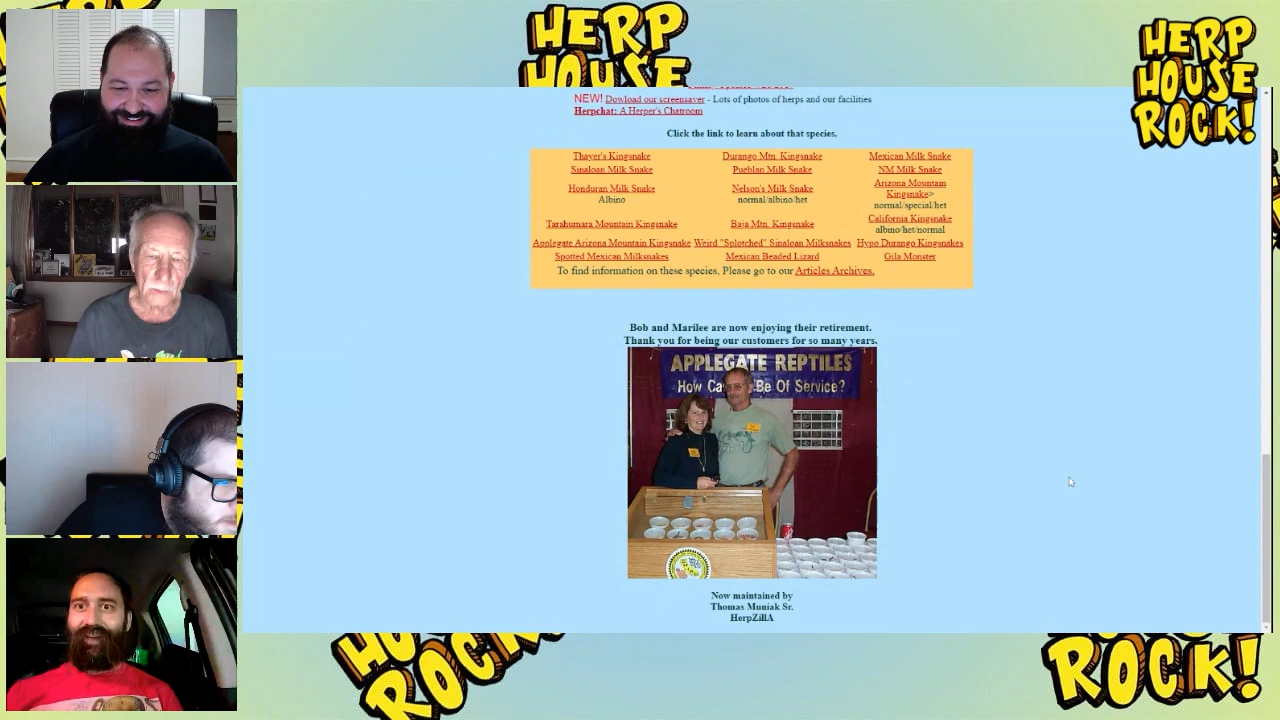 HERP
HOUSE
HERP
HOUSE
ROCK!
NEW! Dowload our screensaver - Lots of photos of herps and our facilities
Herpchat: A Herper's Chatroom
Click the link to learn about that species.
Thayer's Kingsnake Durango Mtn. Kingsnake Mexican Milk Snake
Sinaloan Milk Snake Pueblan Milk Snake NM Milk Snake
Honduran Milk Snake
Albino
Nelson's Milk Snake
normal/albino/het
Arizona Mountain
Kingsnake>
normal/special/het
Tarahumara Mountain Kingsnake Baja Mtn. Kingsnake
California Kingsnake
albino/het/normal
Applegate Arizona Mountain Kingsnake Weird "Splotched" Sinaloan Milksnakes Hypo Durango Kingsnakes
Spotted Mexican Milksnakes Mexican Beaded Lizard Gila Monster
To find information on these species, Please go to our Articles Archives.
Bob and Marilee are now enjoying their retirement.
Thank you for being our customers for so many years.
APPLEGATE REPTILES
How Be Of Service?
Now maintained by
Thomas Muniak Sr.
HerpZillA
ROCK!
ROCK!